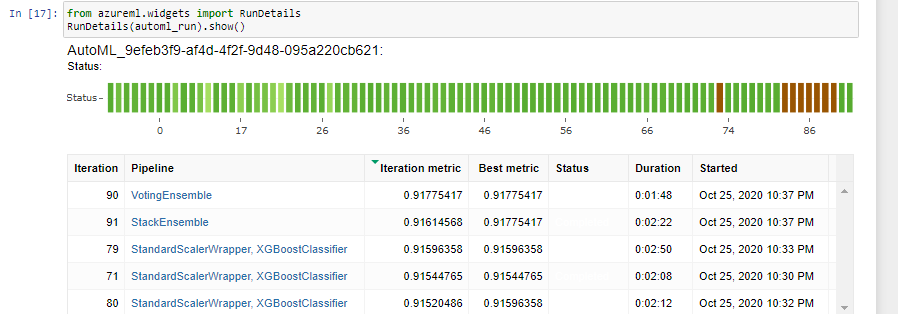 In [17]: from azureml.widgets import RunDetails
RunDetails(automl_run).show()
AutoML_9efeb3f9-af4d-4f2f-9d48-095a220cb621:
Status:
Status
0 17 26 36 46 56 66 74 86
Iteration Pipeline Iteration metric Best metric Status Duration Started
90 VotingEnsemble 0.91775417 0.91775417 0:01:48 Oct 25, 2020 10:37 PM
91 StackEnsemble 0.91614568 0.91775417 0:02:22 Oct 25, 2020 10:37 PM
79 StandardScalerWrapper, XGBoostClassifier 0.91596358 0.91596358 0:02:50 Oct 25, 2020 10:33 PM
71 StandardScalerWrapper, XGBoostClassifier 0.91544765 0.91544765 0:02:08 Oct 25, 2020 10:30 PM
80 StandardScalerWrapper, XGBoostClassifier 0.91520486 0.91596358 0:02:12 Oct 25, 2020 10:32 PM